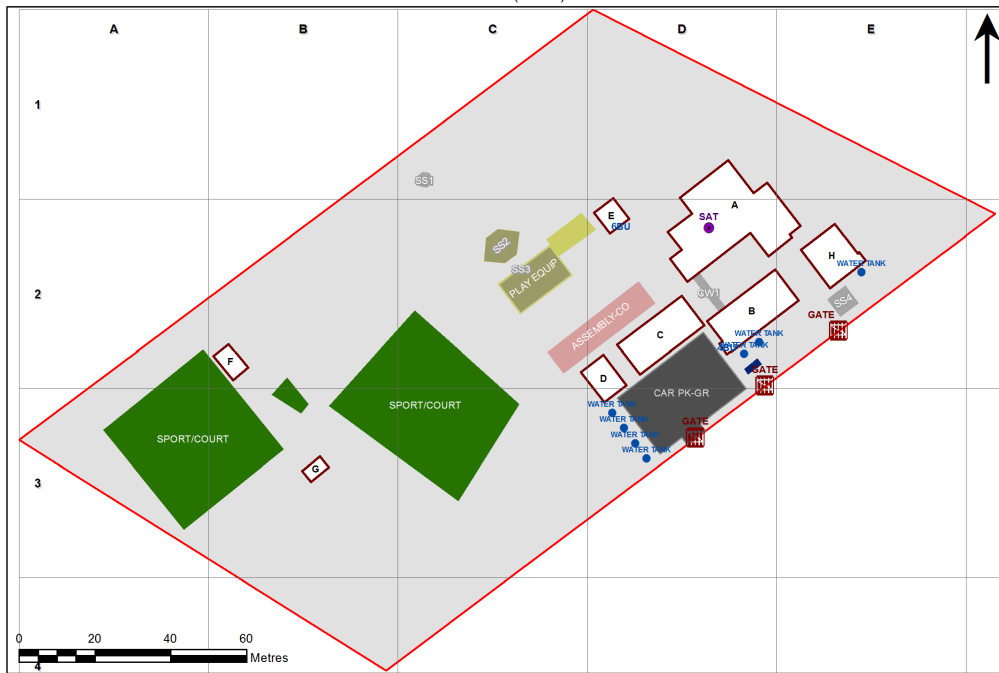 A B C D E
1
SS1
E
6BU
A
SAT
SS2
SS3
PLAY EQUIP
H
WATER TANK
2
CW1
SS4
B
GATE
ASSEMBLY-CO
C
WATER TANK
WATER TANK
F
D
GATE
CAR PK-GR
SPORT/COURT
WATER TANK
GATE
WATER TANK
SPORT/COURT
WATER TANK
WATER TANK
G
3
0 20 40 60
Metres
4